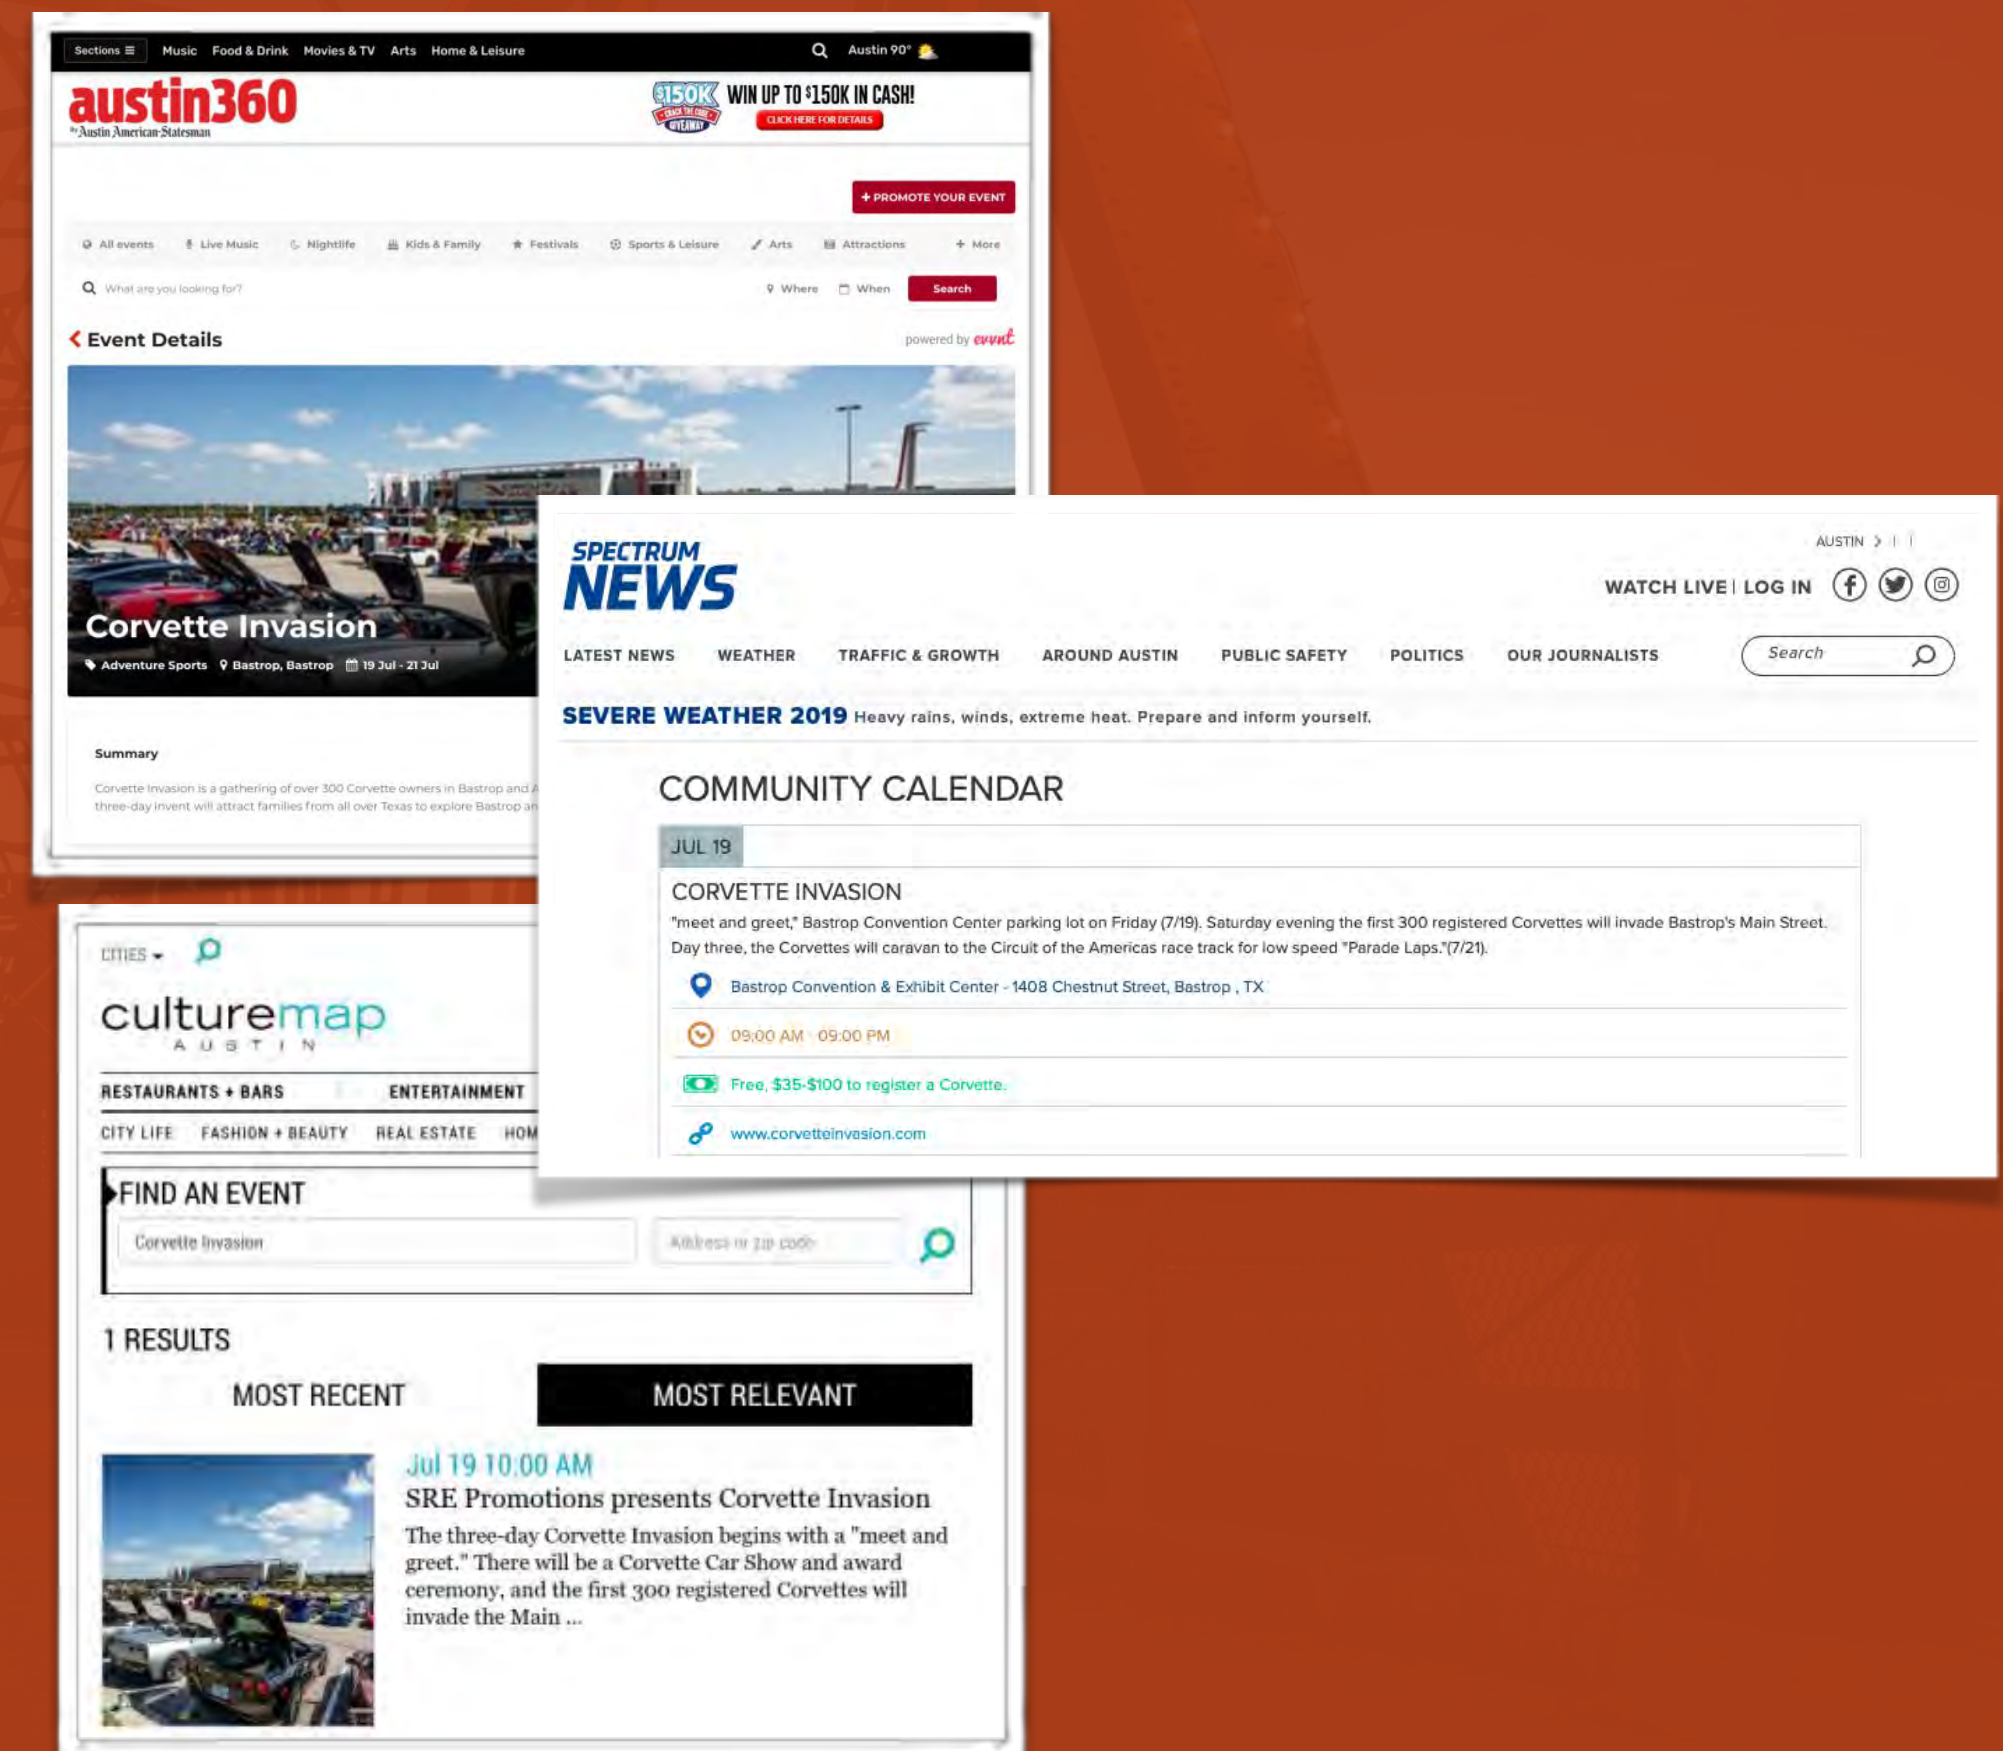 Sections ☰ Music Food & Drink Movies & TV Arts Home & Leisure Austin 90°
austin360
By Austin American-Statesman
$150K CRACK THE CODE GIVEAWAY
WIN UP TO $150K IN CASH!
CLICK HERE FOR DETAILS
+ PROMOTE YOUR EVENT
All events Live Music Nightlife Kids & Family Festivals Sports & Leisure Arts Attractions + More
What are you looking for? Where When Search
Event Details
powered by evvnt
Corvette Invasion
Adventure Sports Bastrop, Bastrop 19 Jul - 21 Jul
Summary
Corvette Invasion is a gathering of over 300 Corvette owners in Bastrop and A
three-day invent will attract families from all over Texas to explore Bastrop an
SPECTRUM
NEWS
AUSTIN
WATCH LIVE | LOG IN
LATEST NEWS WEATHER TRAFFIC & GROWTH AROUND AUSTIN PUBLIC SAFETY POLITICS OUR JOURNALISTS Search
SEVERE WEATHER 2019 Heavy rains, winds, extreme heat. Prepare and inform yourself.
COMMUNITY CALENDAR
JUL 19
CORVETTE INVASION
"meet and greet," Bastrop Convention Center parking lot on Friday (7/19). Saturday evening the first 300 registered Corvettes will invade Bastrop's Main Street.
Day three, the Corvettes will caravan to the Circuit of the Americas race track for low speed "Parade Laps."(7/21).
Bastrop Convention & Exhibit Center - 1408 Chestnut Street, Bastrop , TX
09:00 AM - 09:00 PM
Free, $35-$100 to register a Corvette.
www.corvetteinvasion.com
CITIES
culturemap
AUSTIN
RESTAURANTS + BARS ENTERTAINMENT
CITY LIFE FASHION + BEAUTY REAL ESTATE HOM
FIND AN EVENT
Corvette Invasion Address or zip code
1 RESULTS
MOST RECENT MOST RELEVANT
Jul 19 10:00 AM
SRE Promotions presents Corvette Invasion
The three-day Corvette Invasion begins with a "meet and
greet." There will be a Corvette Car Show and award
ceremony, and the first 300 registered Corvettes will
invade the Main ...